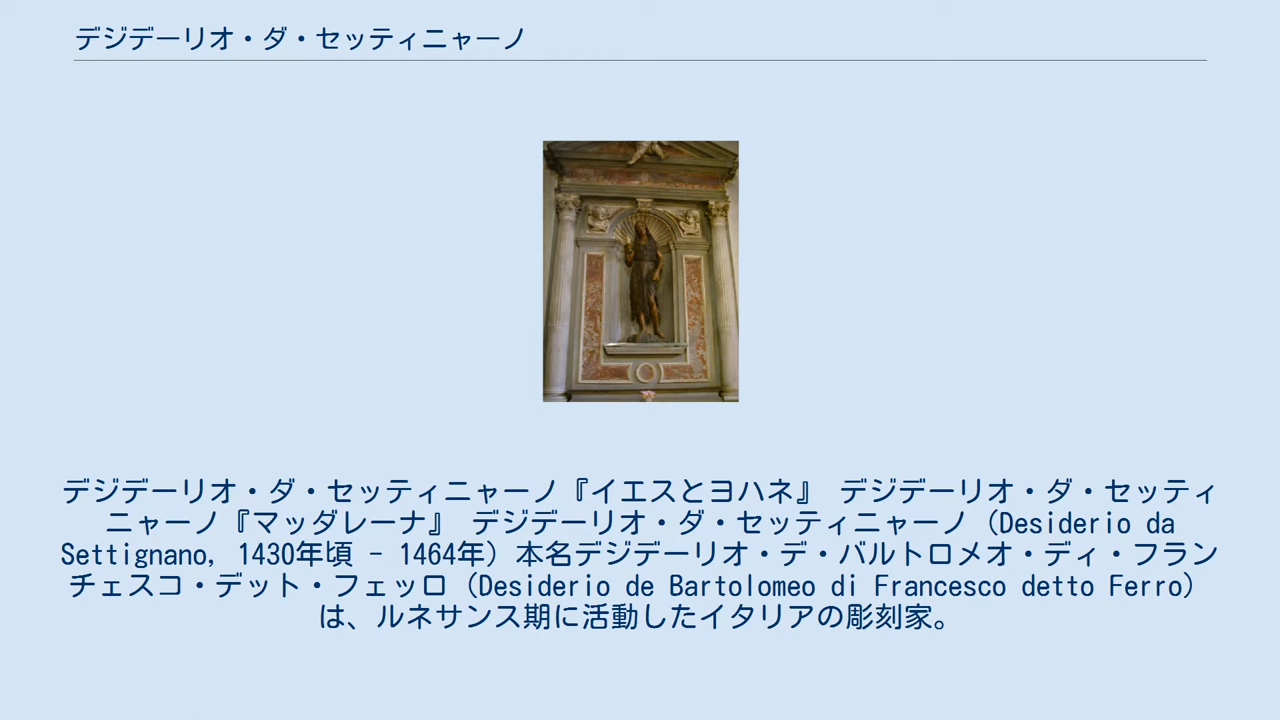 デジデーリオ・ダ・セッティニャーノ
デジデーリオ・ダ・セッティニャーノ『イエスとヨハネ』 デジデーリオ・ダ・セッティ
ニャーノ『マッダレーナ』 デジデーリオ・ダ・セッティニャーノ（Desiderio da
Settignano, 1430年頃 - 1464年）本名デジデーリオ・デ・バルトロメオ・ディ・フラン
チェスコ・デット・フェッロ（Desiderio de Bartolomeo di Francesco detto Ferro）
は、ルネサンス期に活動したイタリアの彫刻家。